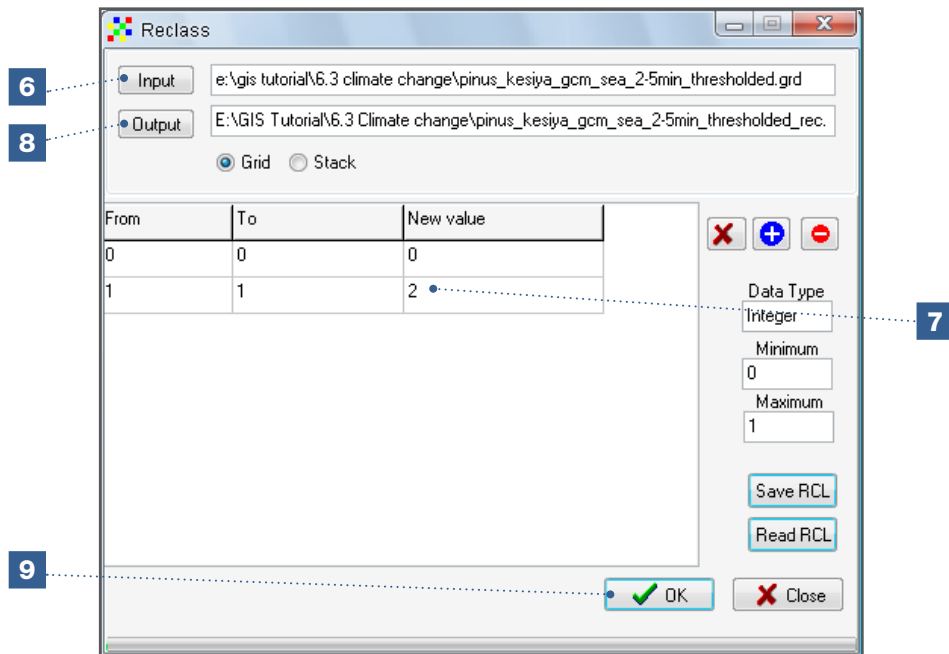 Reclass
6
Input
e:\gis tutorial\6.3 climate change\pinus_kesiya_gcm_sea_2-5min_thresholded.grd
8
Output
E:\GIS Tutorial\6.3 Climate change\pinus_kesiya_gcm_sea_2-5min_thresholded_rec.
Grid Stack
From To New value
0 0 0
1 1 2
Data Type
Integer
7
Minimum
0
Maximum
1
Save RCL
Read RCL
9
OK Close